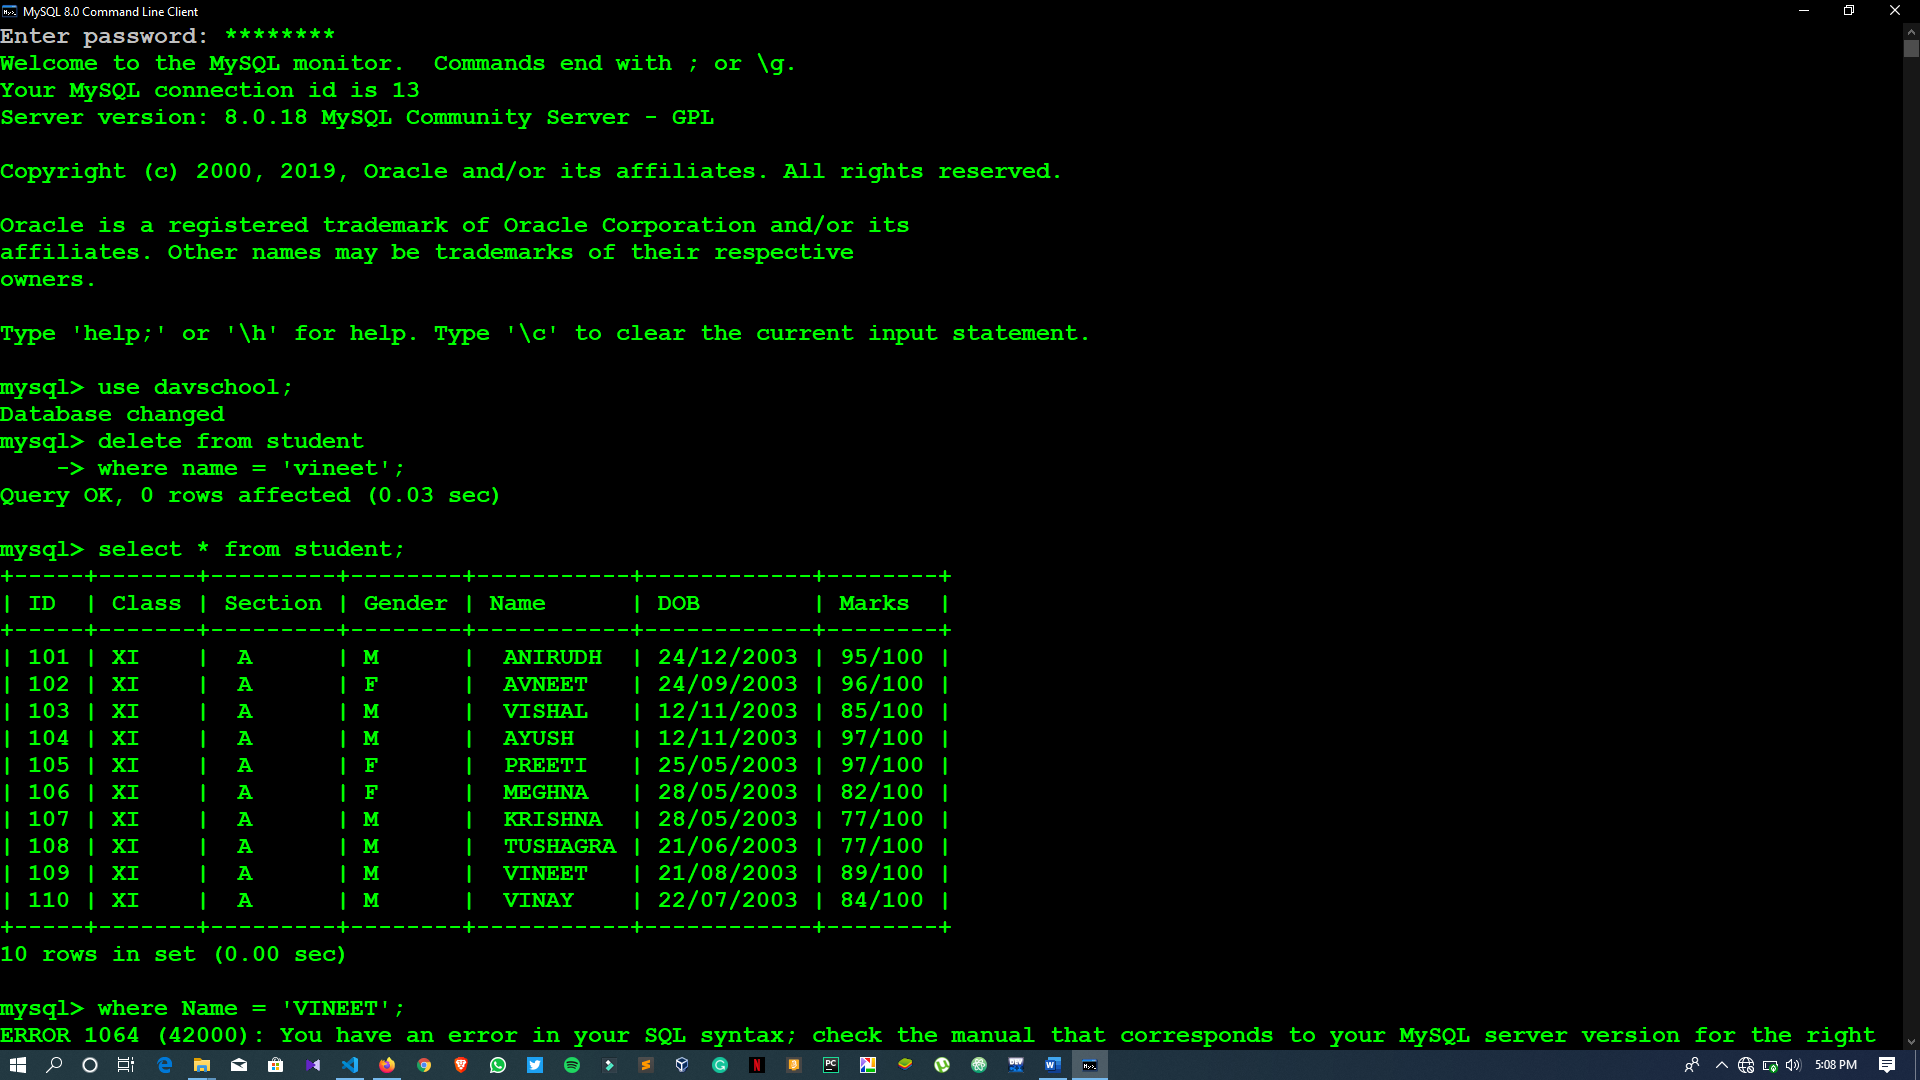 MySQL 8.0 Command Line Client
Enter password: ********
Welcome to the MySQL monitor.  Commands end with ; or \g.
Your MySQL connection id is 13
Server version: 8.0.18 MySQL Community Server - GPL

Copyright (c) 2000, 2019, Oracle and/or its affiliates. All rights reserved.

Oracle is a registered trademark of Oracle Corporation and/or its
affiliates. Other names may be trademarks of their respective
owners.

Type 'help;' or '\h' for help. Type '\c' to clear the current input statement.

mysql> use davschool;
Database changed
mysql> delete from student
    -> where name = 'vineet';
Query OK, 0 rows affected (0.03 sec)

mysql> select * from student;
+-----+-------+---------+--------+-----------+------------+--------+
| ID  | Class | Section | Gender | Name      | DOB        | Marks  |
+-----+-------+---------+--------+-----------+------------+--------+
| 101 | XI    |  A      | M      |  ANIRUDH  | 24/12/2003 | 95/100 |
| 102 | XI    |  A      | F      |  AVNEET   | 24/09/2003 | 96/100 |
| 103 | XI    |  A      | M      |  VISHAL   | 12/11/2003 | 85/100 |
| 104 | XI    |  A      | M      |  AYUSH    | 12/11/2003 | 97/100 |
| 105 | XI    |  A      | F      |  PREETI   | 25/05/2003 | 97/100 |
| 106 | XI    |  A      | F      |  MEGHNA   | 28/05/2003 | 82/100 |
| 107 | XI    |  A      | M      |  KRISHNA  | 28/05/2003 | 77/100 |
| 108 | XI    |  A      | M      |  TUSHAGRA | 21/06/2003 | 77/100 |
| 109 | XI    |  A      | M      |  VINEET   | 21/08/2003 | 89/100 |
| 110 | XI    |  A      | M      |  VINAY    | 22/07/2003 | 84/100 |
+-----+-------+---------+--------+-----------+------------+--------+
10 rows in set (0.00 sec)

mysql> where Name = 'VINEET';
ERROR 1064 (42000): You have an error in your SQL syntax; check the manual that corresponds to your MySQL server version for the right
5:08 PM